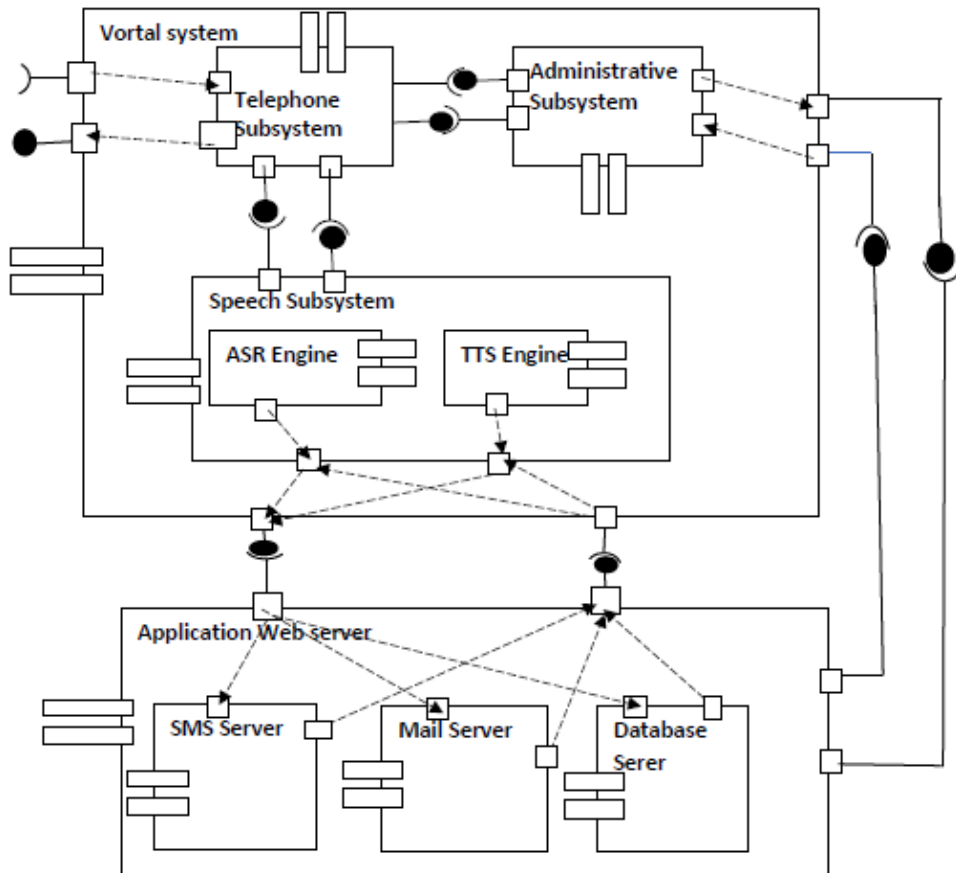 Vortal system
Telephone
Subsystem
Administrative
Subsystem
Speech Subsystem
ASR Engine
TTS Engine
Application Web server
SMS Server
Mail Server
Database
Serer